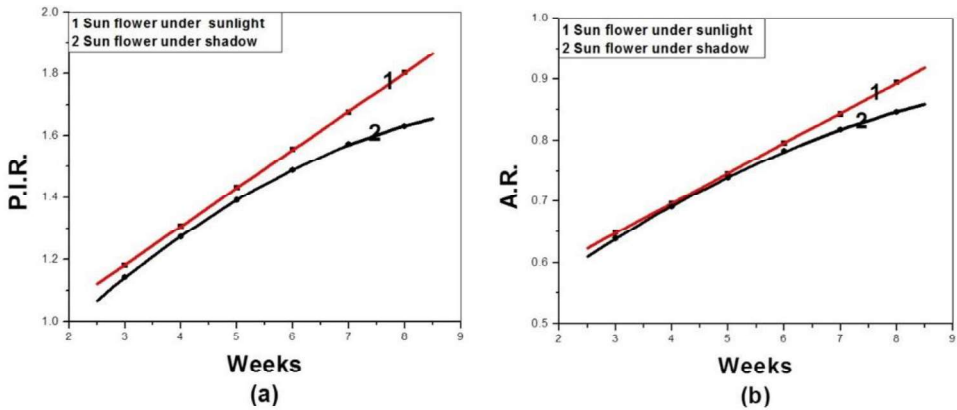 1 Sun flower under sunlight
2 Sun flower under shadow
P.I.R.
2.0
1.8
1.6
1.4
1.2
1.0
1
2
2 3 4 5 6 7 8 9
Weeks
(a)
1 Sun flower under sunlight
2 Sun flower under shadow
A.R.
1.0
0.9
0.8
0.7
0.6
0.5
1
2
2 3 4 5 6 7 8 9
Weeks
(b)